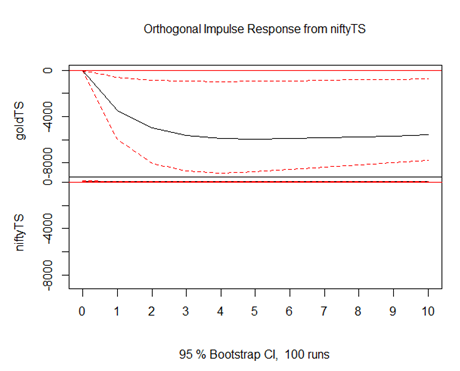 Orthogonal Impulse Response from niftyTS
goldTS
0
-4000
-8000
niftyTS
0
-4000
-8000
0 1 2 3 4 5 6 7 8 9 10
95 % Bootstrap CI, 100 runs